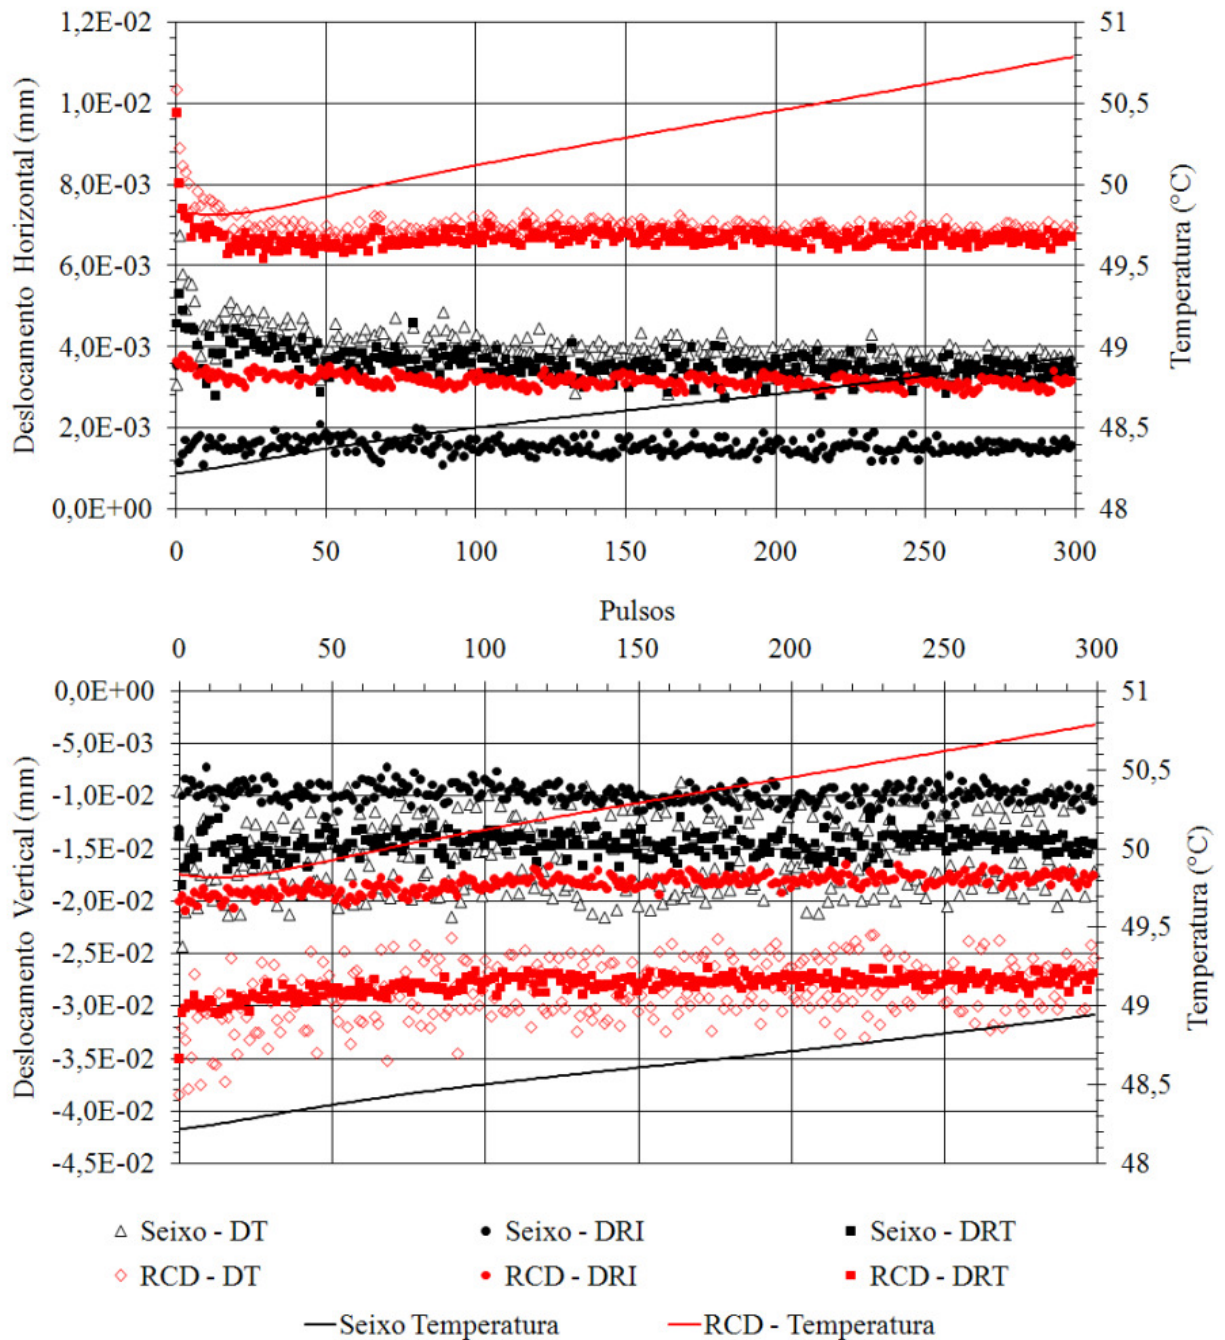 1,2E-02
1,0E-02
8,0E-03
6,0E-03
4,0E-03
2,0E-03
0,0E+00
Deslocamento Horizontal (mm)
51
50,5
50
49,5
49
48,5
48
Temperatura (°C)
0 50 100 150 200 250 300
Pulsos
0 50 100 150 200 250 300
0,0E+00
-5,0E-03
-1,0E-02
-1,5E-02
-2,0E-02
-2,5E-02
-3,0E-02
-3,5E-02
-4,0E-02
-4,5E-02
Deslocamento Vertical (mm)
51
50,5
50
49,5
49
48,5
48
Temperatura (°C)
Seixo - DT Seixo - DRI Seixo - DRT
RCD - DT RCD - DRI RCD - DRT
Seixo Temperatura RCD - Temperatura